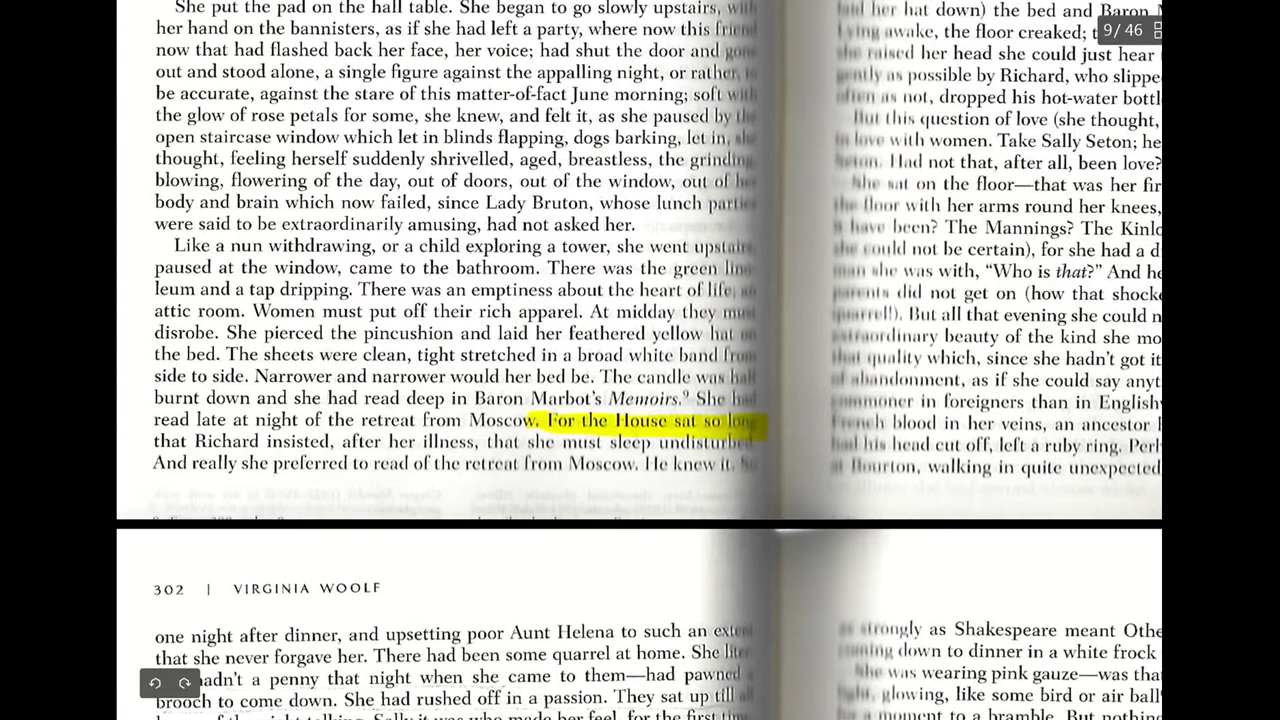 She put the pad on the hall table. She began to go slowly upstairs, with
her hand on the bannisters, as if she had left a party, where now this friend
now that had flashed back her face, her voice; had shut the door and gone
out and stood alone, a single figure against the appalling night, or rather, to
be accurate, against the stare of this matter-of-fact June morning; soft with
the glow of rose petals for some, she knew, and felt it, as she paused by the
open staircase window which let in blinds flapping, dogs barking, let in, she
thought, feeling herself suddenly shrivelled, aged, breastless, the grinding,
blowing, flowering of the day, out of doors, out of the window, out of her
body and brain which now failed, since Lady Bruton, whose lunch parties
were said to be extraordinarily amusing, had not asked her.
Like a nun withdrawing, or a child exploring a tower, she went upstairs,
paused at the window, came to the bathroom. There was the green lino-
leum and a tap dripping. There was an emptiness about the heart of life; an
attic room. Women must put off their rich apparel. At midday they must
disrobe. She pierced the pincushion and laid her feathered yellow hat on
the bed. The sheets were clean, tight stretched in a broad white band from
side to side. Narrower and narrower would her bed be. The candle was half
burnt down and she had read deep in Baron Marbot's Memoirs.⁹ She had
read late at night of the retreat from Moscow. For the House sat so long
that Richard insisted, after her illness, that she must sleep undisturbed.
And really she preferred to read of the retreat from Moscow. He knew it. So
laid her hat down) the bed and Baron
lying awake, the floor creaked;
she raised her head she could just hear
gently as possible by Richard, who slippe
often as not, dropped his hot-water bottl
But this question of love (she thought,
in love with women. Take Sally Seton; he
Seton. Had not that, after all, been love?
She sat on the floor—that was her fir
the floor with her arms round her knees,
it have been? The Mannings? The Kinlo
she could not be certain), for she had a d
man she was with, "Who is that?" And he
parents did not get on (how that shocke
quarrel!). But all that evening she could n
extraordinary beauty of the kind she mo
that quality which, since she hadn't got it
of abandonment, as if she could say anyt
commoner in foreigners than in English
French blood in her veins, an ancestor
had his head cut off, left a ruby ring. Perh
at Bourton, walking in quite unexpected
9 / 46
302 | VIRGINIA WOOLF
one night after dinner, and upsetting poor Aunt Helena to such an extent
that she never forgave her. There had been some quarrel at home. She liter
adn't a penny that night when she came to them—had pawned a
brooch to come down. She had rushed off in a passion. They sat up till all
as strongly as Shakespeare meant Othe
coming down to dinner in a white frock
She was wearing pink gauze—was tha
light, glowing, like some bird or air ball
for a moment to a bramble. But nothin